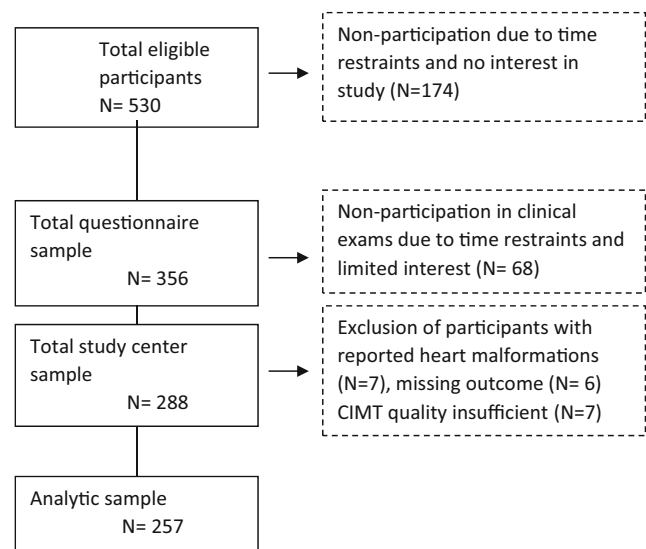 Total eligible
participants
N= 530
Non-participation due to time
restraints and no interest in
study (N=174)
Total questionnaire
sample
N= 356
Non-participation in clinical
exams due to time restraints and
limited interest (N= 68)
Total study center
sample
N= 288
Exclusion of participants with
reported heart malformations
(N=7), missing outcome (N= 6)
CIMT quality insufficient (N=7)
Analytic sample
N= 257